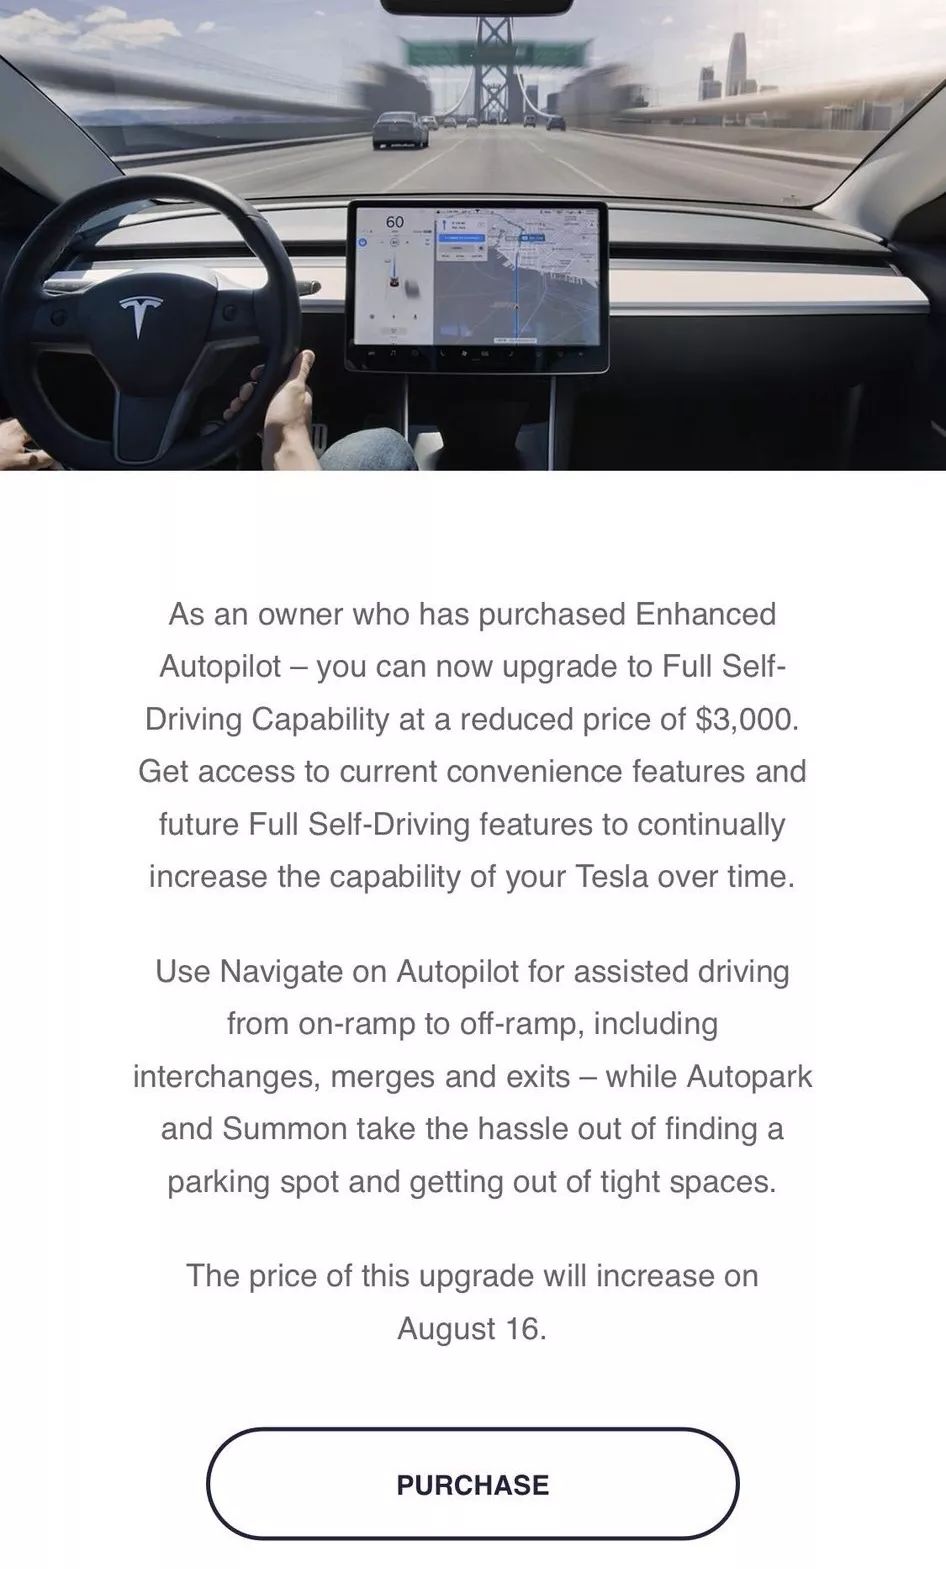 60
As an owner who has purchased Enhanced
Autopilot – you can now upgrade to Full Self-
Driving Capability at a reduced price of $3,000.
Get access to current convenience features and
future Full Self-Driving features to continually
increase the capability of your Tesla over time.
Use Navigate on Autopilot for assisted driving
from on-ramp to off-ramp, including
interchanges, merges and exits – while Autopark
and Summon take the hassle out of finding a
parking spot and getting out of tight spaces.
The price of this upgrade will increase on
August 16.
PURCHASE